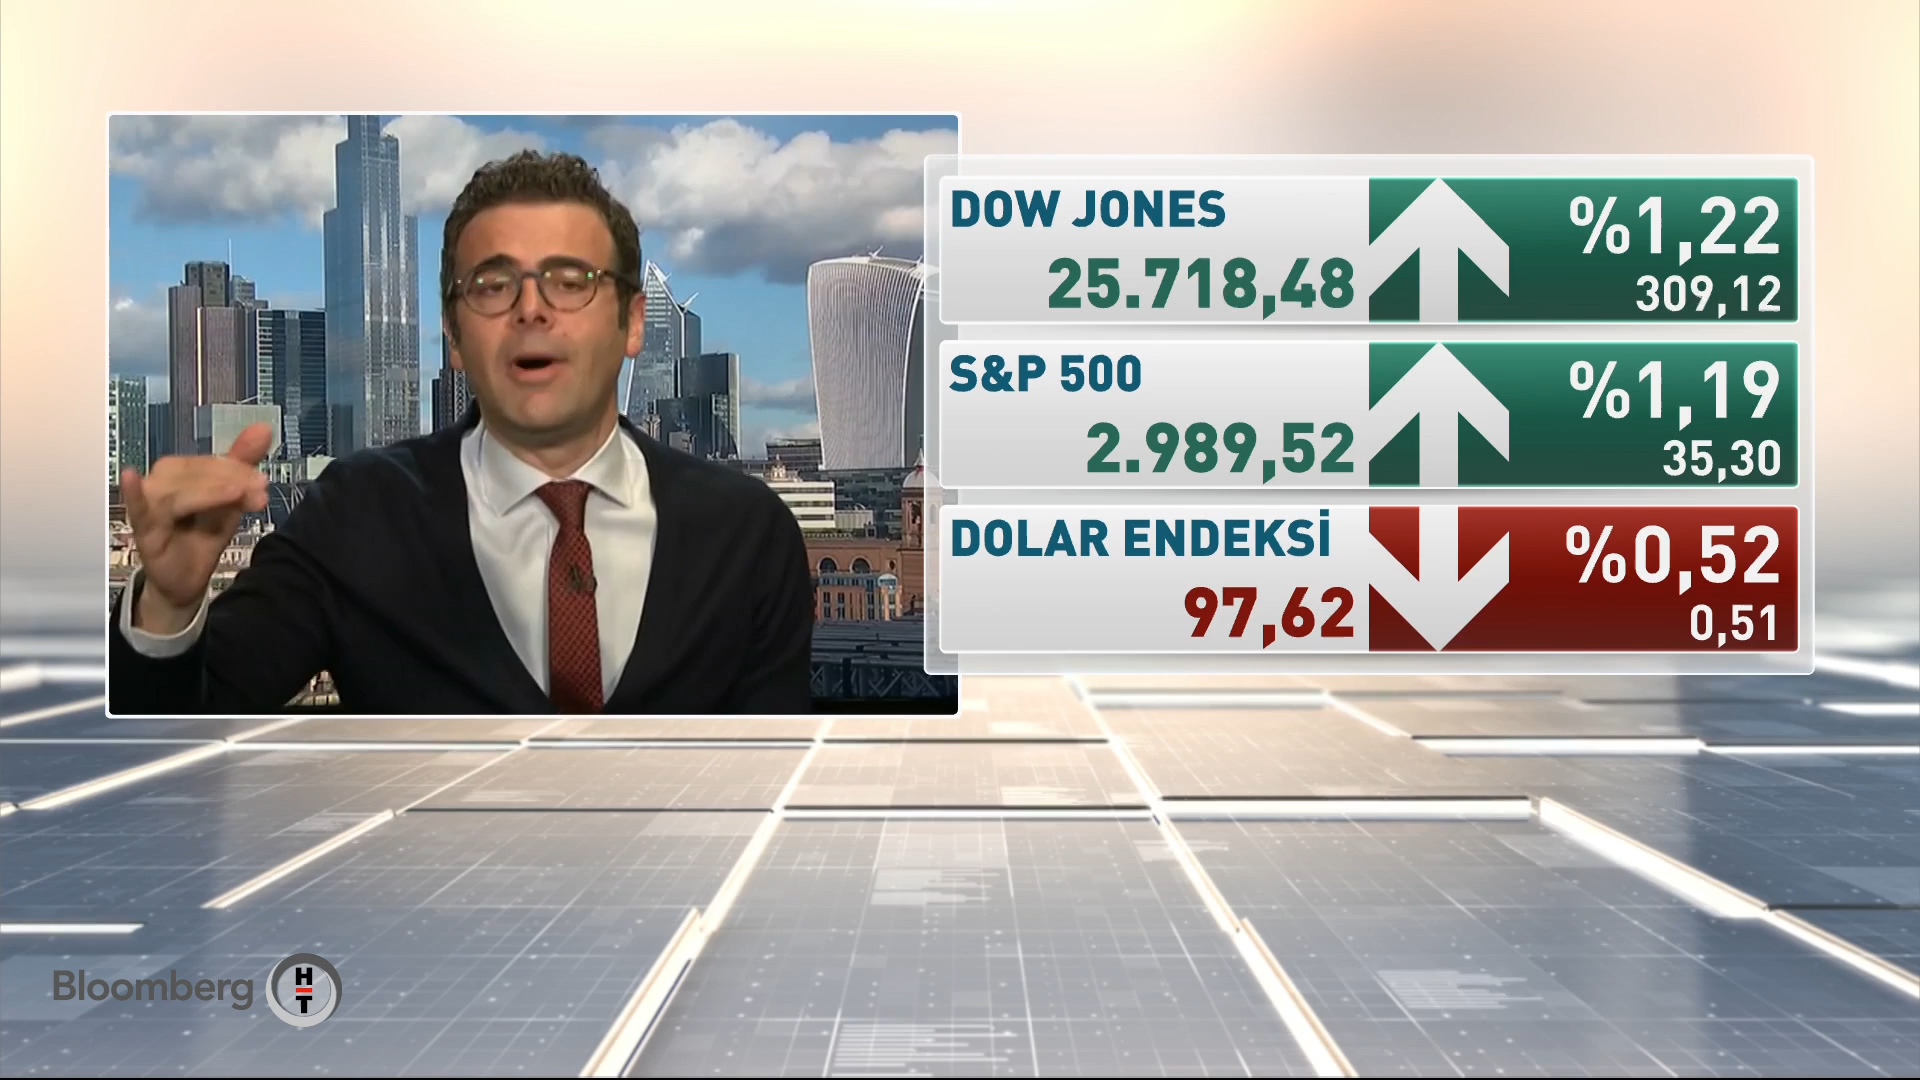 DOW JONES
25.718,48
%1,22
309,12
S&P 500
2.989,52
%1,19
35,30
DOLAR ENDEKSİ
97,62
%0,52
0,51
Bloomberg HT